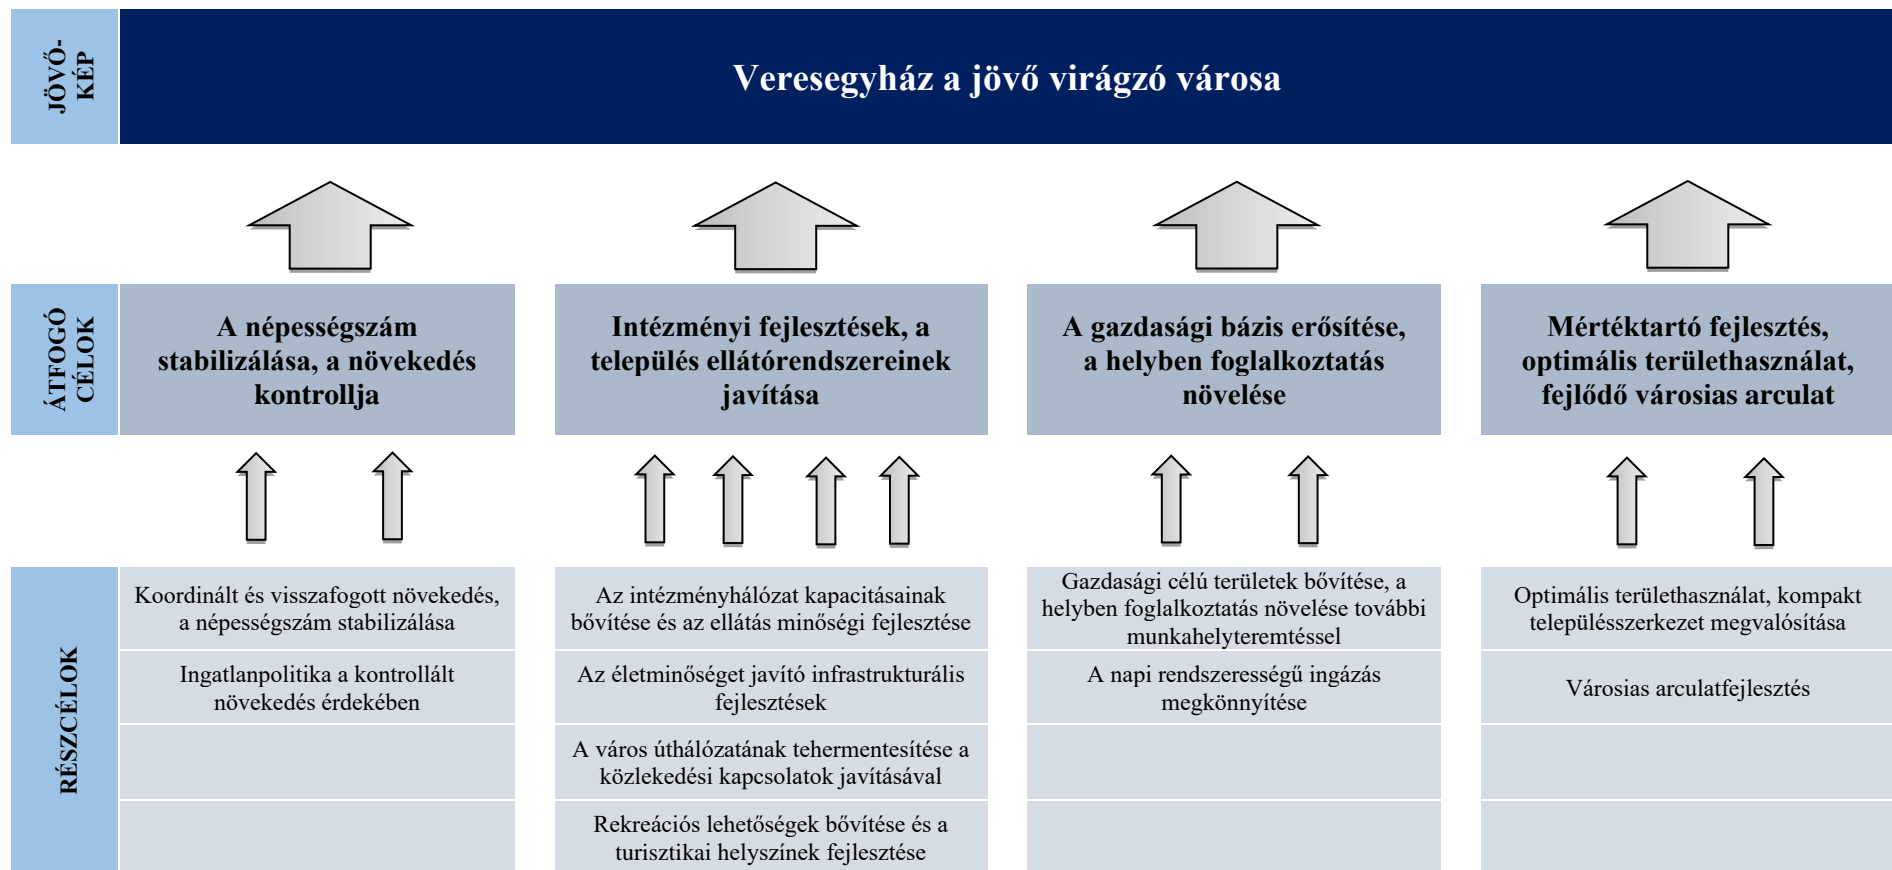 JÖVŐ-
KÉP
Veresegyház a jövő virágzó városa
ÁTFOGÓ
CÉLOK
A népességszám
stabilizálása, a növekedés
kontrollja
Intézményi fejlesztések, a
település ellátórendszereinek
javítása
A gazdasági bázis erősítése,
a helyben foglalkoztatás
növelése
Mértéktartó fejlesztés,
optimális területhasználat,
fejlődő városias arculat
RÉSZCÉLOK
Koordinált és visszafogott növekedés,
a népességszám stabilizálása
Az intézményhálózat kapacitásainak
bővítése és az ellátás minőségi fejlesztése
Gazdasági célú területek bővítése, a
helyben foglalkoztatás növelése további
munkahelyteremtéssel
Optimális területhasználat, kompakt
településszerkezet megvalósítása
Ingatlanpolitika a kontrollált
növekedés érdekében
Az életminőséget javító infrastrukturális
fejlesztések
A napi rendszerességű ingázás
megkönnyítése
Városias arculatfejlesztés
A város úthálózatának tehermentesítése a
közlekedési kapcsolatok javításával
Rekreációs lehetőségek bővítése és a
turisztikai helyszínek fejlesztése